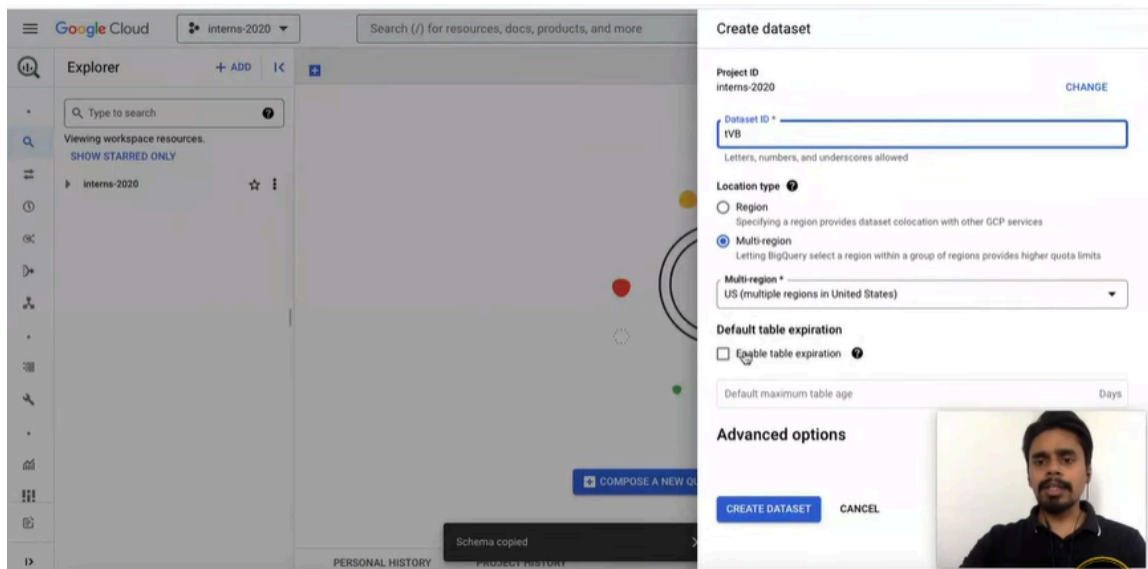 Google Cloud
interns-2020
Search (/) for resources, docs, products, and more
Explorer
+ ADD
Type to search
Viewing workspace resources.
SHOW STARRED ONLY
interns-2020
COMPOSE A NEW QU
Schema copied
PERSONAL HISTORY
PROJECT HISTORY
Create dataset
Project ID
interns-2020
CHANGE
Dataset ID *
tVB
Letters, numbers, and underscores allowed
Location type
Region
Specifying a region provides dataset colocation with other GCP services
Multi-region
Letting BigQuery select a region within a group of regions provides higher quota limits
Multi-region *
US (multiple regions in United States)
Default table expiration
Enable table expiration
Default maximum table age
Days
Advanced options
CREATE DATASET
CANCEL